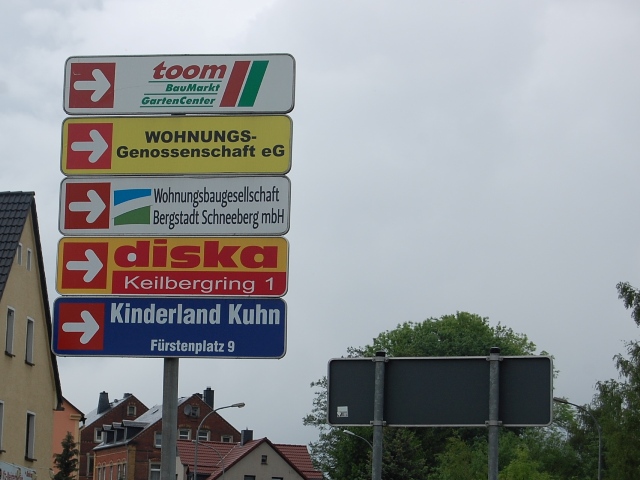 toom
BauMarkt
GartenCenter
WOHNUNGS-
Genossenschaft eG
Wohnungsbaugesellschaft
Bergstadt Schneeberg mbH
diska
Keilbergring 1
Kinderland Kuhn
Fürstenplatz 9